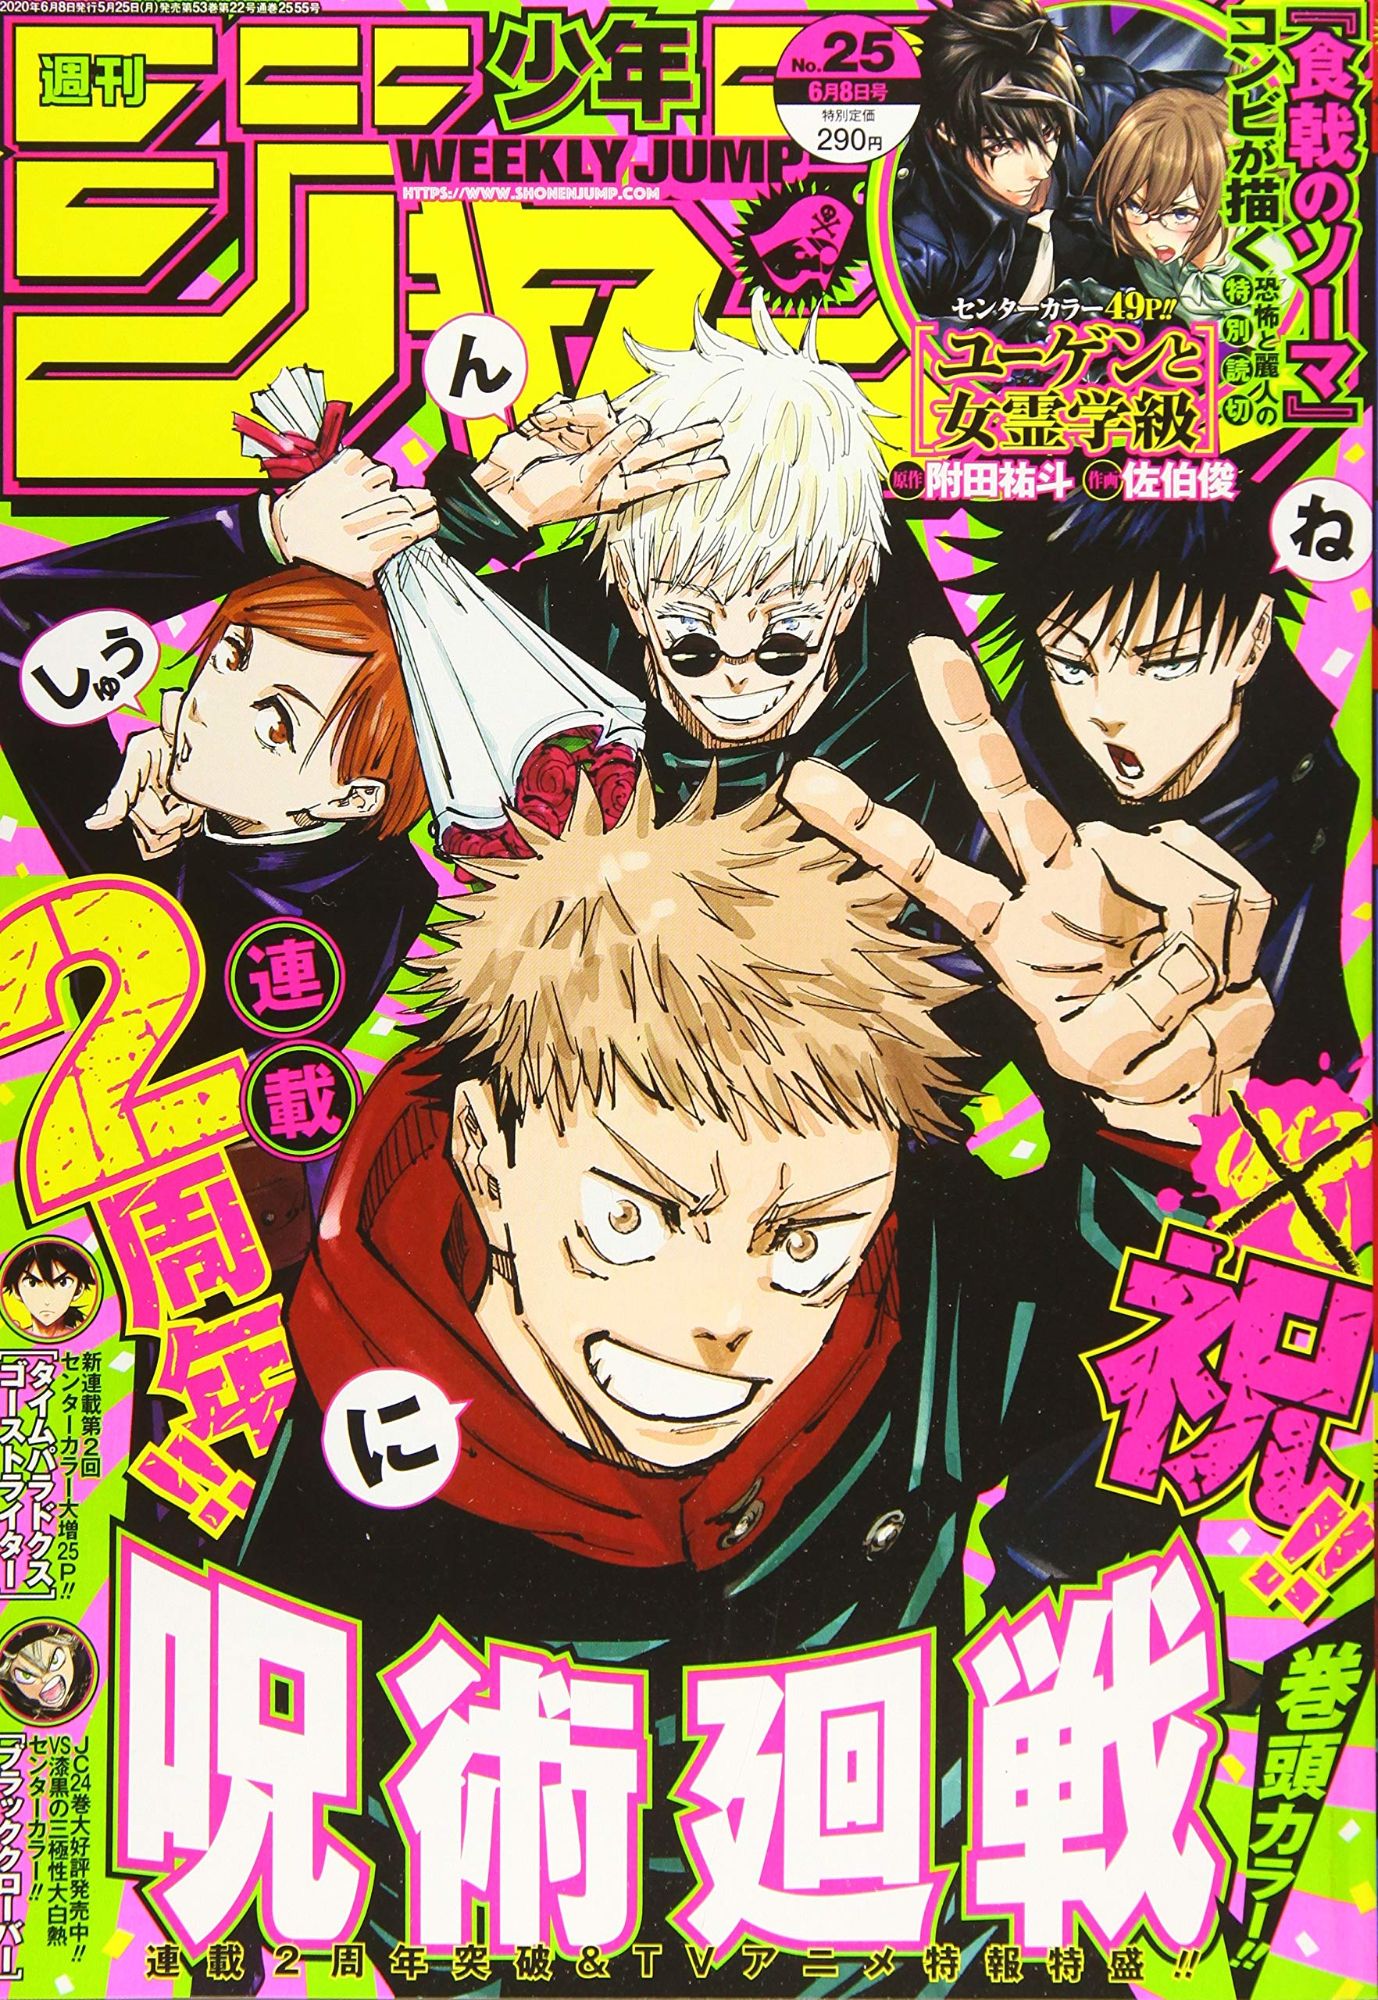 2020年6月8日発行5月25日(月)発売第53巻第22号通巻2555号
週刊
少年
ジャンプ
WEEKLY JUMP
HTTPS://WWW.SHONENJUMP.COM
No.25
6月8日号
特別定価
290円
『食戟のソーマ』
コンビが描く
恐怖と麗人の
特別読切
センターカラー49P!!
[ユーゲンと
女霊学級]
原作 附田祐斗 作画 佐伯俊
に
しゅう
ん
ね
祝!!
連載
2周年!!
新連載第2回
センターカラー大増25P!!
[タイムパラドクス
ゴーストライター]
JC24巻大好評発売中!!
VS漆黒の三極性大白熱
センターカラー!!
『ブラッククローバー』
巻頭カラー!!
呪術廻戦
連載2周年突破&TVアニメ特報特盛!!